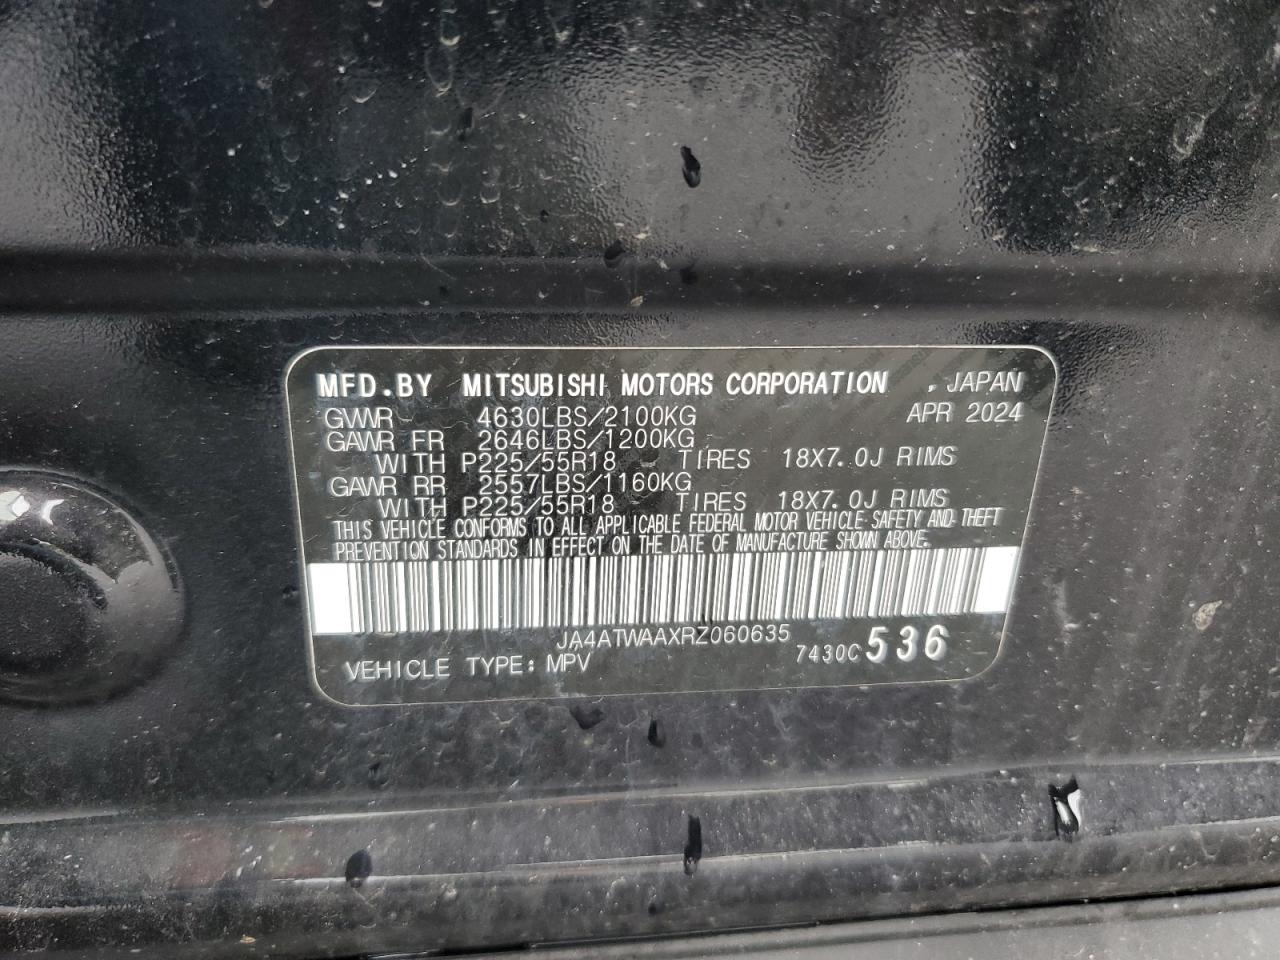 MFD.BY MITSUBISHI MOTORS CORPORATION , JAPAN
GVWR 4630LBS/2100KG APR 2024
GAWR FR 2646LBS/1200KG
WITH P225/55R18 TIRES 18X7.0J RIMS
GAWR RR 2557LBS/1160KG
WITH P225/55R18 TIRES 18X7.0J RIMS
THIS VEHICLE CONFORMS TO ALL APPLICABLE FEDERAL MOTOR VEHICLE SAFETY AND THEFT
PREVENTION STANDARDS IN EFFECT ON THE DATE OF MANUFACTURE SHOWN ABOVE.
JA4ATWAAXRZ060635
VEHICLE TYPE: MPV 7430C 536